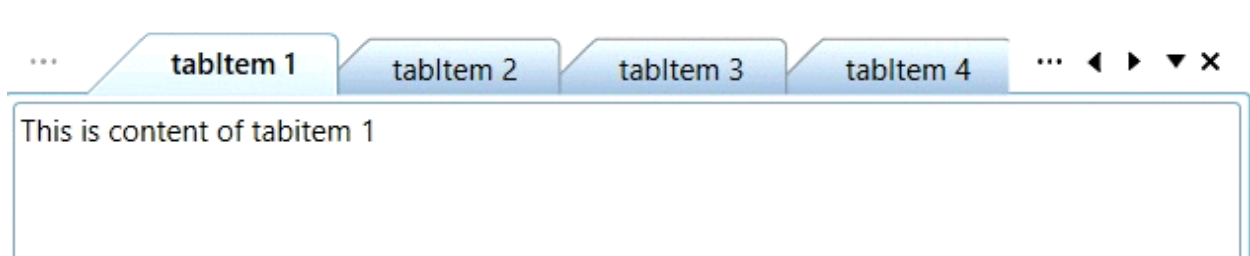 ... tabItem 1 tabItem 2 tabItem 3 tabItem 4 ...
This is content of tabitem 1